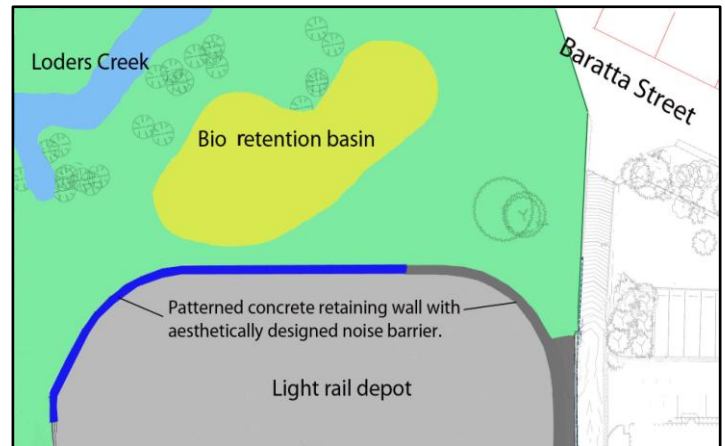 Loders Creek
Baratta Street
Bio retention basin
Patterned concrete retaining wall with
aesthetically designed noise barrier.
Light rail depot